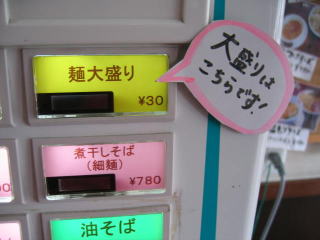 麺大盛り
¥30
大盛りは
こちらです!
煮干しそば
(細麺)
¥780
油そば